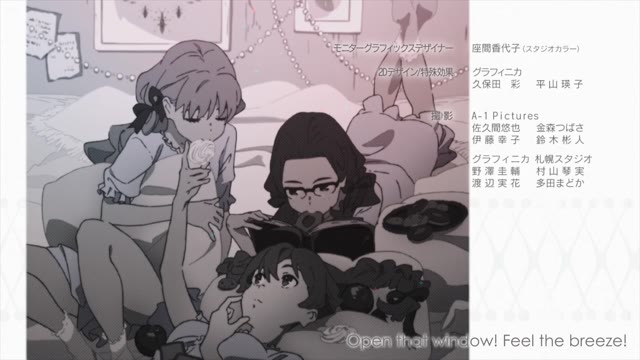 モニターグラフィックスデザイナー 座間香代子（スタジオカラー）
2Dデザイン/特殊効果 グラフィニカ
久保田 彩 平山瑛子
撮影 A-1 Pictures
佐久間悠也 金森つばさ
伊藤幸子 鈴木彬人
グラフィニカ 札幌スタジオ
野澤圭輔 村山琴実
渡辺実花 多田まどか
Open that window! Feel the breeze!